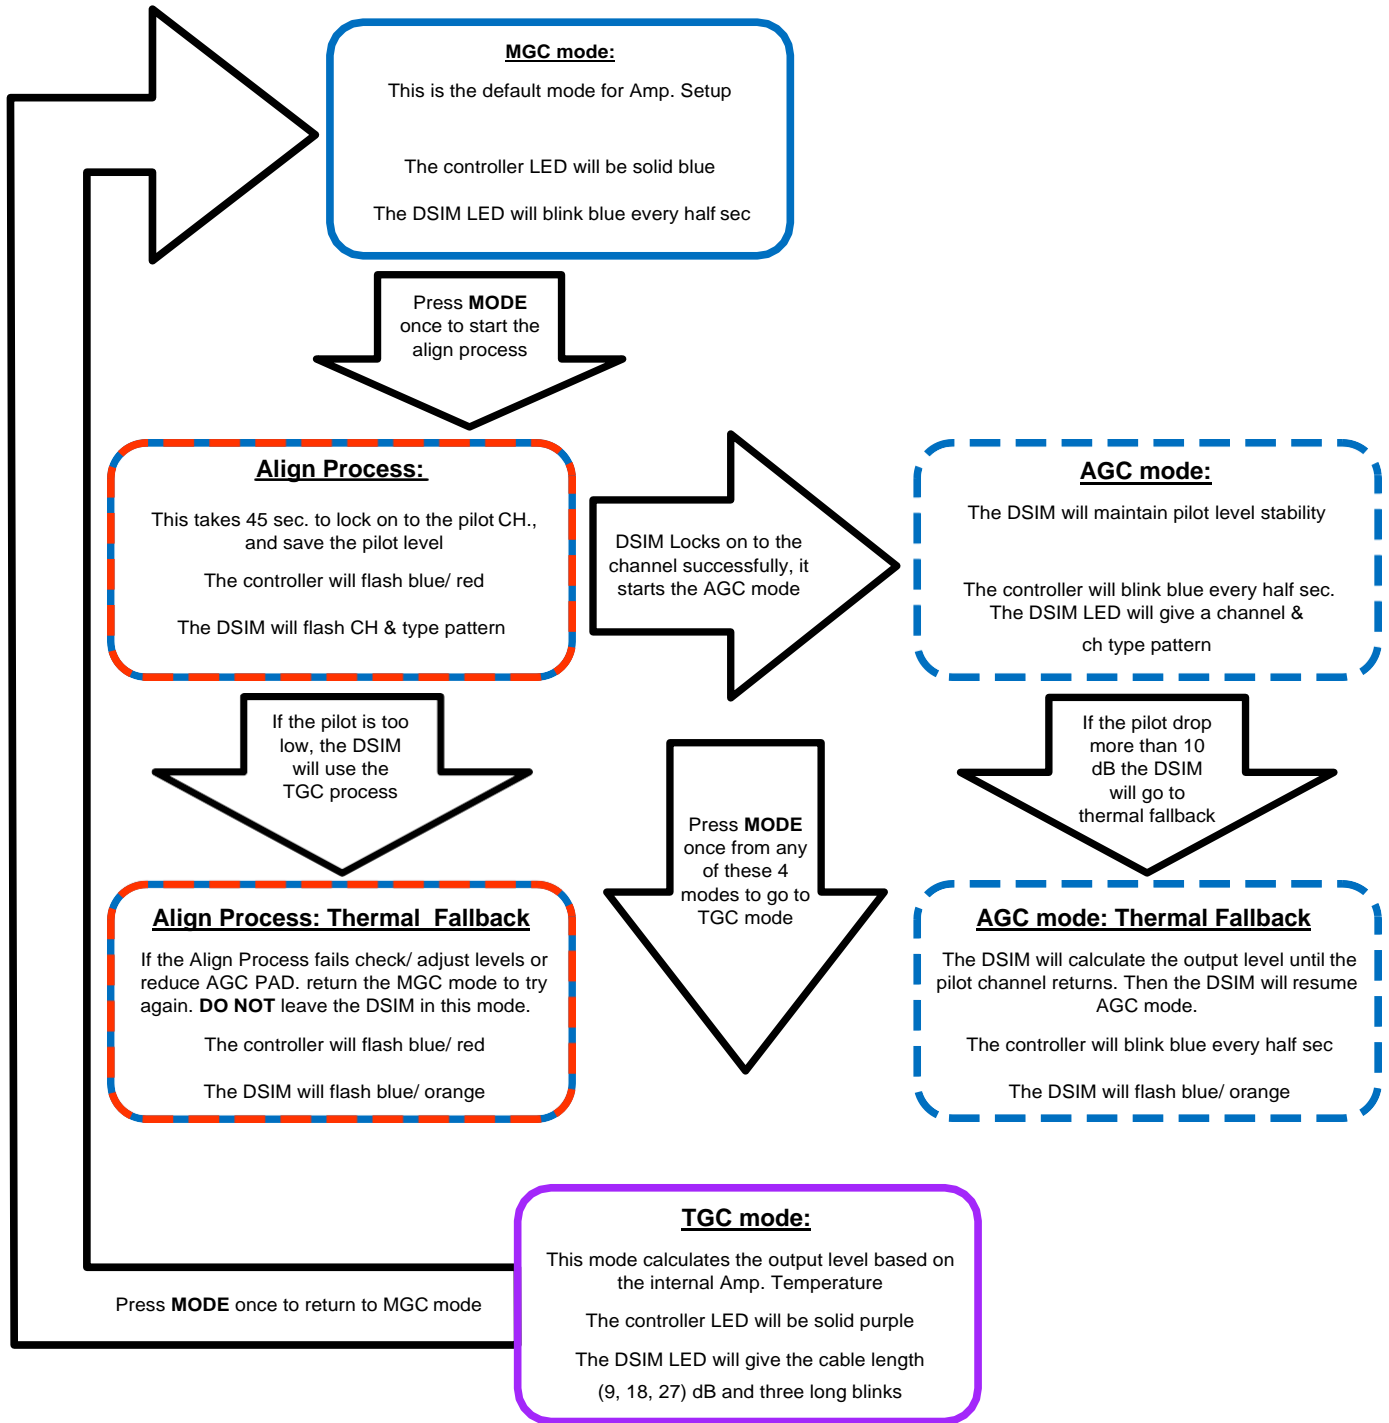 MGC mode:
This is the default mode for Amp. Setup
The controller LED will be solid blue
The DSIM LED will blink blue every half sec
Press MODE
once to start the
align process
Align Process:
This takes 45 sec. to lock on to the pilot CH.,
and save the pilot level
The controller will flash blue/ red
The DSIM will flash CH & type pattern
DSIM Locks on to the
channel successfully, it
starts the AGC mode
AGC mode:
The DSIM will maintain pilot level stability
The controller will blink blue every half sec.
The DSIM LED will give a channel &
ch type pattern
If the pilot is too
low, the DSIM
will use the
TGC process
Press MODE
once from any
of these 4
modes to go to
TGC mode
If the pilot drop
more than 10
dB the DSIM
will go to
thermal fallback
Align Process: Thermal Fallback
If the Align Process fails check/ adjust levels or
reduce AGC PAD. return the MGC mode to try
again. DO NOT leave the DSIM in this mode.
The controller will flash blue/ red
The DSIM will flash blue/ orange
AGC mode: Thermal Fallback
The DSIM will calculate the output level until the
pilot channel returns. Then the DSIM will resume
AGC mode.
The controller will blink blue every half sec
The DSIM will flash blue/ orange
TGC mode:
This mode calculates the output level based on
the internal Amp. Temperature
The controller LED will be solid purple
The DSIM LED will give the cable length
(9, 18, 27) dB and three long blinks
Press MODE once to return to MGC mode